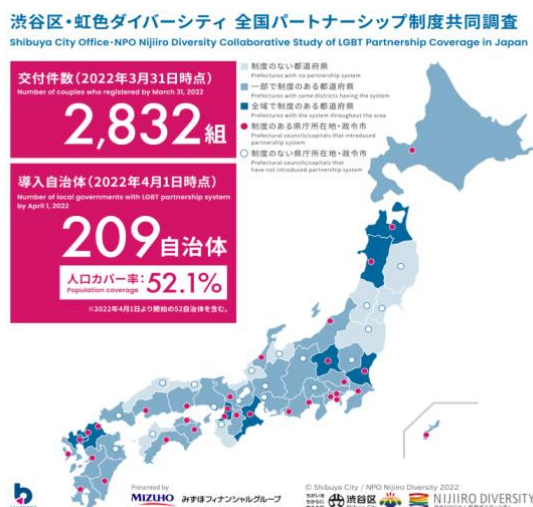 渋谷区・虹色ダイバーシティ 全国パートナーシップ制度共同調査
Shibuya City Office・NPO Nijiiro Diversity Collaborative Study of LGBT Partnership Coverage in Japan
交付件数(2022年3月31日時点)
Number of couples who registered by March 31, 2022
2,832組
導入自治体(2022年4月1日時点)
Number of local governments with LGBT partnership system
by April 1, 2022
209自治体
人口カバー率:52.1%
Population coverage
※2022年4月1日より開始の52自治体を含む。
制度のない都道府県
Prefectures with no partnership system
一部で制度のある都道府県
Prefectures with some districts having the system
全域で制度のある都道府県
Prefectures with the system throughout the area
制度のある県庁所在地・政令市
Prefectural councils/capitals that introduced
partnership system
制度のない県庁所在地・政令市
Prefectural councils/capitals that
have not introduced partnership system
Presented by
MIZUHO みずほフィナンシャルグループ
© Shibuya City / NPO Nijiiro Diversity 2022
渋谷区
NIJIIRO DIVERSITY